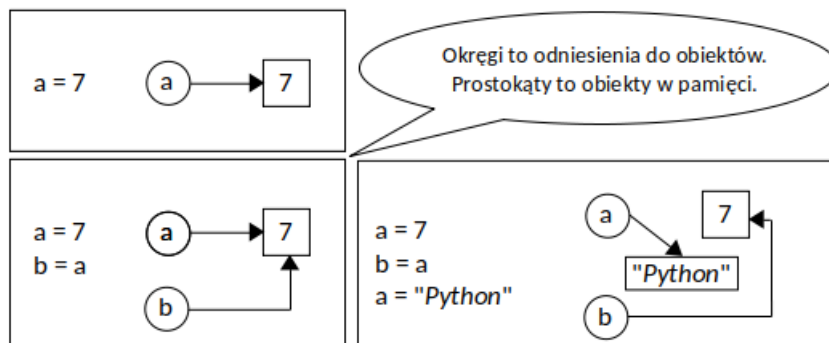 a = 7
a
7
Okręgi to odniesienia do obiektów.
Prostokąty to obiekty w pamięci.
a = 7
b = a
a
7
b
a = 7
b = a
a = "Python"
a
7
"Python"
b